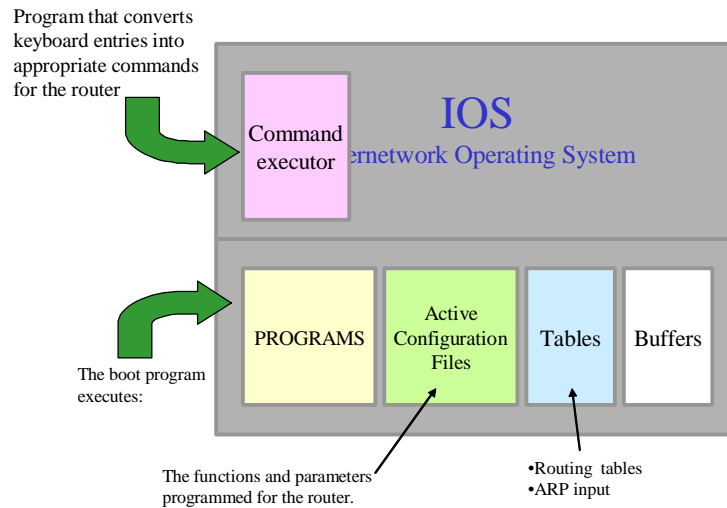 Program that converts
keyboard entries into
appropriate commands
for the router
IOS
Command
executor
ernetwork Operating System
PROGRAMS
Active
Configuration
Files
Tables
Buffers
The boot program
executes:
The functions and parameters
programmed for the router.
•Routing tables
•ARP input